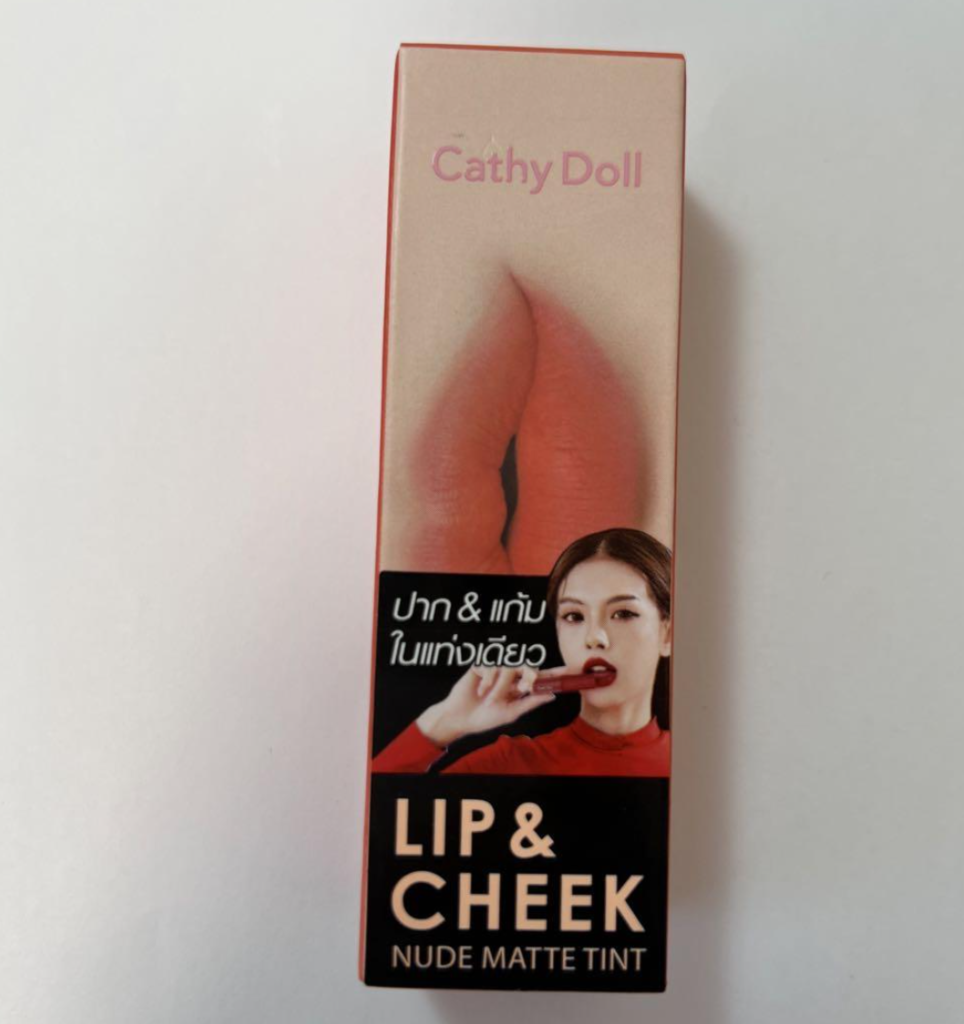 Cathy Doll
ปาก & แก้ม
ในแท่งเดียว
LIP &
CHEEK
NUDE MATTE TINT